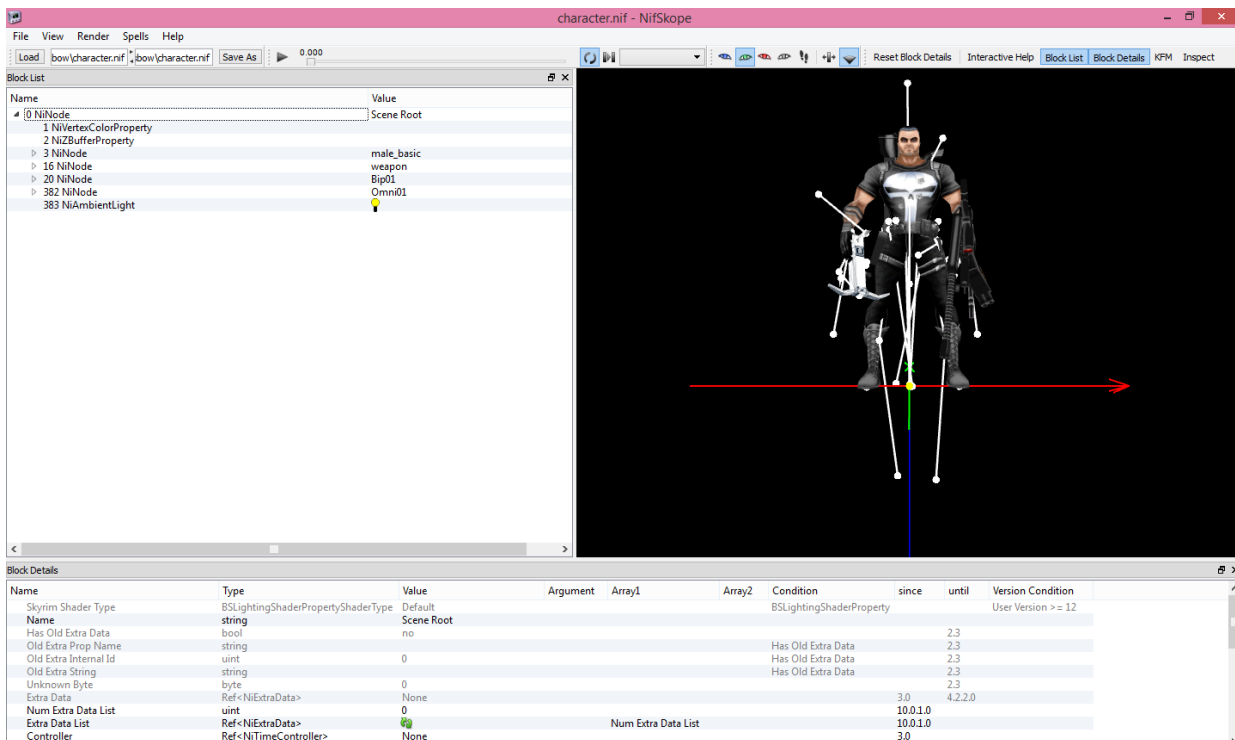 character.nif - NifSkope
File View Render Spells Help
Load bow\character.nif bow\character.nif Save As 0.000 Reset Block Details Interactive Help Block List Block Details KFM Inspect
Block List
Name Value
0 NiNode Scene Root
1 NiVertexColorProperty
2 NiZBufferProperty
3 NiNode male_basic
16 NiNode weapon
20 NiNode Bip01
382 NiNode Omni01
383 NiAmbientLight
Block Details
Name Type Value Argument Array1 Array2 Condition since until Version Condition
Skyrim Shader Type BSLightingShaderPropertyShaderType Default BSLightingShaderProperty User Version >= 12
Name string Scene Root
Has Old Extra Data bool no 2.3
Old Extra Prop Name string Has Old Extra Data 2.3
Old Extra Internal Id uint 0 Has Old Extra Data 2.3
Old Extra String string Has Old Extra Data 2.3
Unknown Byte byte 0 2.3
Extra Data Ref<NiExtraData> None 3.0 4.2.2.0
Num Extra Data List uint 0 10.0.1.0
Extra Data List Ref<NiExtraData> Num Extra Data List 10.0.1.0
Controller Ref<NiTimeController> None 3.0